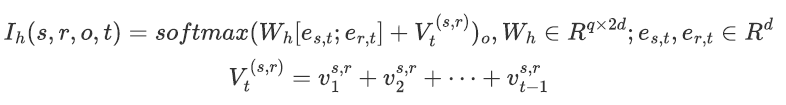 I_h(s, r, o, t) = softmax(W_h[e_{s,t}; e_{r,t}] + V_t^{(s,r)})_o, W_h ∈ R^{q×2d}; e_{s,t}, e_{r,t} ∈ R^d
V_t^{(s,r)} = v_1^{s,r} + v_2^{s,r} + ⋯ + v_{t−1}^{s,r}